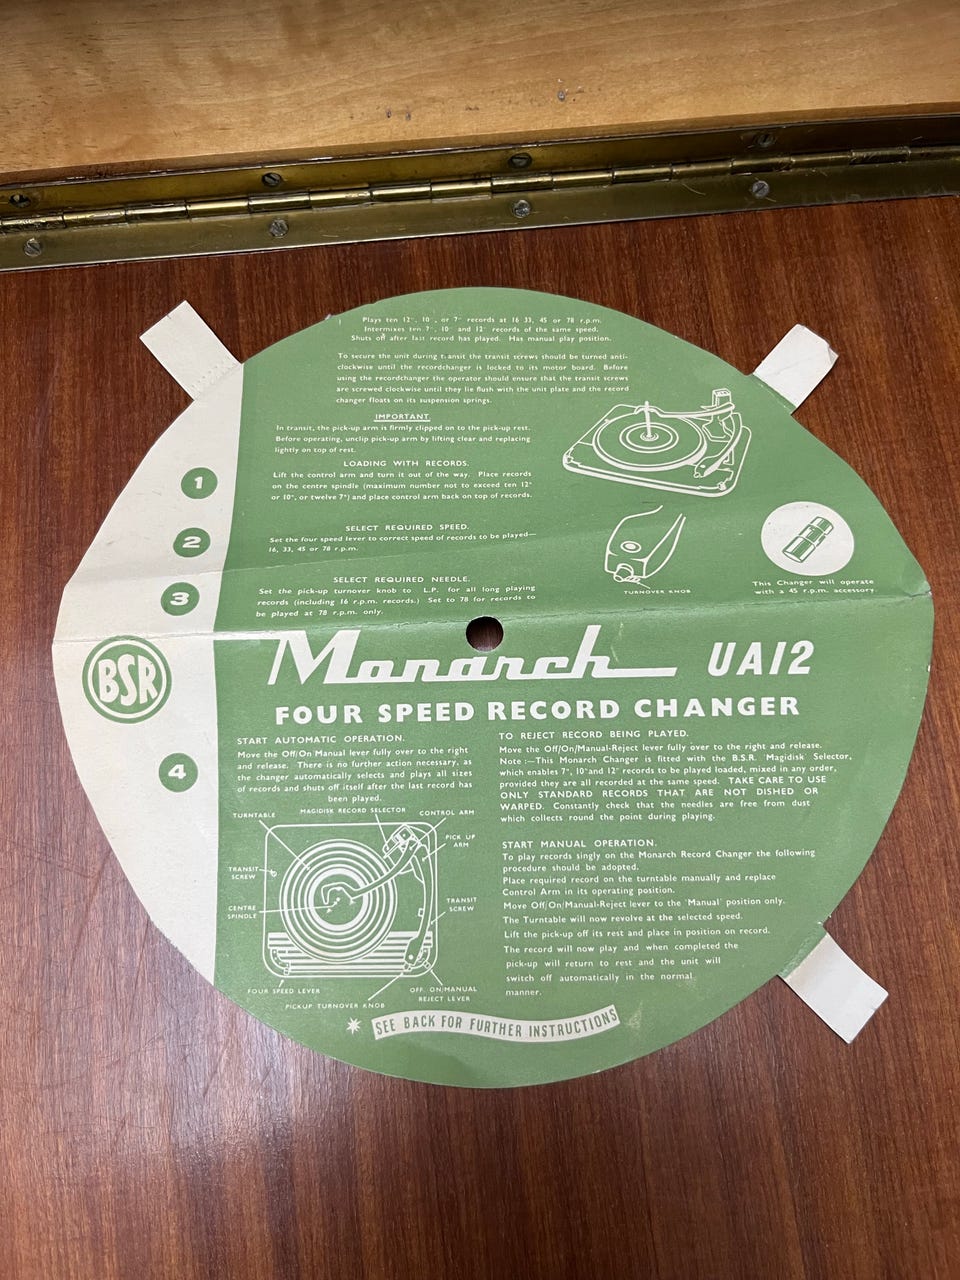 Plays ten 12", 10", or 7" records at 16 33, 45 or 78 r.p.m.
Intermixes ten 7", 10" and 12" records of the same speed.
Shuts off after last record has played. Has manual play position.
To secure the unit during transit the transit screws should be turned anti-
clockwise until the recordchanger is locked to its motor board. Before
using the recordchanger the operator should ensure that the transit screws
are screwed clockwise until they lie flush with the unit plate and the record
changer floats on its suspension springs.
IMPORTANT.
In transit, the pick-up arm is firmly clipped on to the pick-up rest.
Before operating, unclip pick-up arm by lifting clear and replacing
lightly on top of rest.
1
LOADING WITH RECORDS.
Lift the control arm and turn it out of the way. Place records
on the centre spindle (maximum number not to exceed ten 12"
or 10", or twelve 7") and place control arm back on top of records.
2
SELECT REQUIRED SPEED.
Set the four speed lever to correct speed of records to be played—
16, 33, 45 or 78 r.p.m.
3
SELECT REQUIRED NEEDLE.
Set the pick-up turnover knob to L.P. for all long playing
records (including 16 r.p.m. records.) Set to 78 for records to
be played at 78 r.p.m. only.
TURNOVER KNOB
This Changer will operate
with a 45 r.p.m. accessory
BSR
Monarch UA12
FOUR SPEED RECORD CHANGER
4
START AUTOMATIC OPERATION.
Move the Off/On/Manual lever fully over to the right
and release. There is no further action necessary, as
the changer automatically selects and plays all sizes
of records and shuts off itself after the last record has
been played.
TURNTABLE
MAGIDISK RECORD SELECTOR
CONTROL ARM
PICK UP
ARM
TRANSIT
SCREW
CENTRE
SPINDLE
TRANSIT
SCREW
FOUR SPEED LEVER
PICKUP TURNOVER KNOB
OFF ON/MANUAL
REJECT LEVER
TO REJECT RECORD BEING PLAYED.
Move the Off/On/Manual-Reject lever fully over to the right and release.
Note :—This Monarch Changer is fitted with the B.S.R. 'Magidisk' Selector,
which enables 7", 10" and 12" records to be played loaded, mixed in any order,
provided they are all recorded at the same speed. TAKE CARE TO USE
ONLY STANDARD RECORDS THAT ARE NOT DISHED OR
WARPED. Constantly check that the needles are free from dust
which collects round the point during playing.
START MANUAL OPERATION.
To play records singly on the Monarch Record Changer the following
procedure should be adopted.
Place required record on the turntable manually and replace
Control Arm in its operating position.
Move Off/On/Manual-Reject lever to the 'Manual' position only.
The Turntable will now revolve at the selected speed.
Lift the pick-up off its rest and place in position on record.
The record will now play and when completed the
pick-up will return to rest and the unit will
switch off automatically in the normal
manner.
SEE BACK FOR FURTHER INSTRUCTIONS